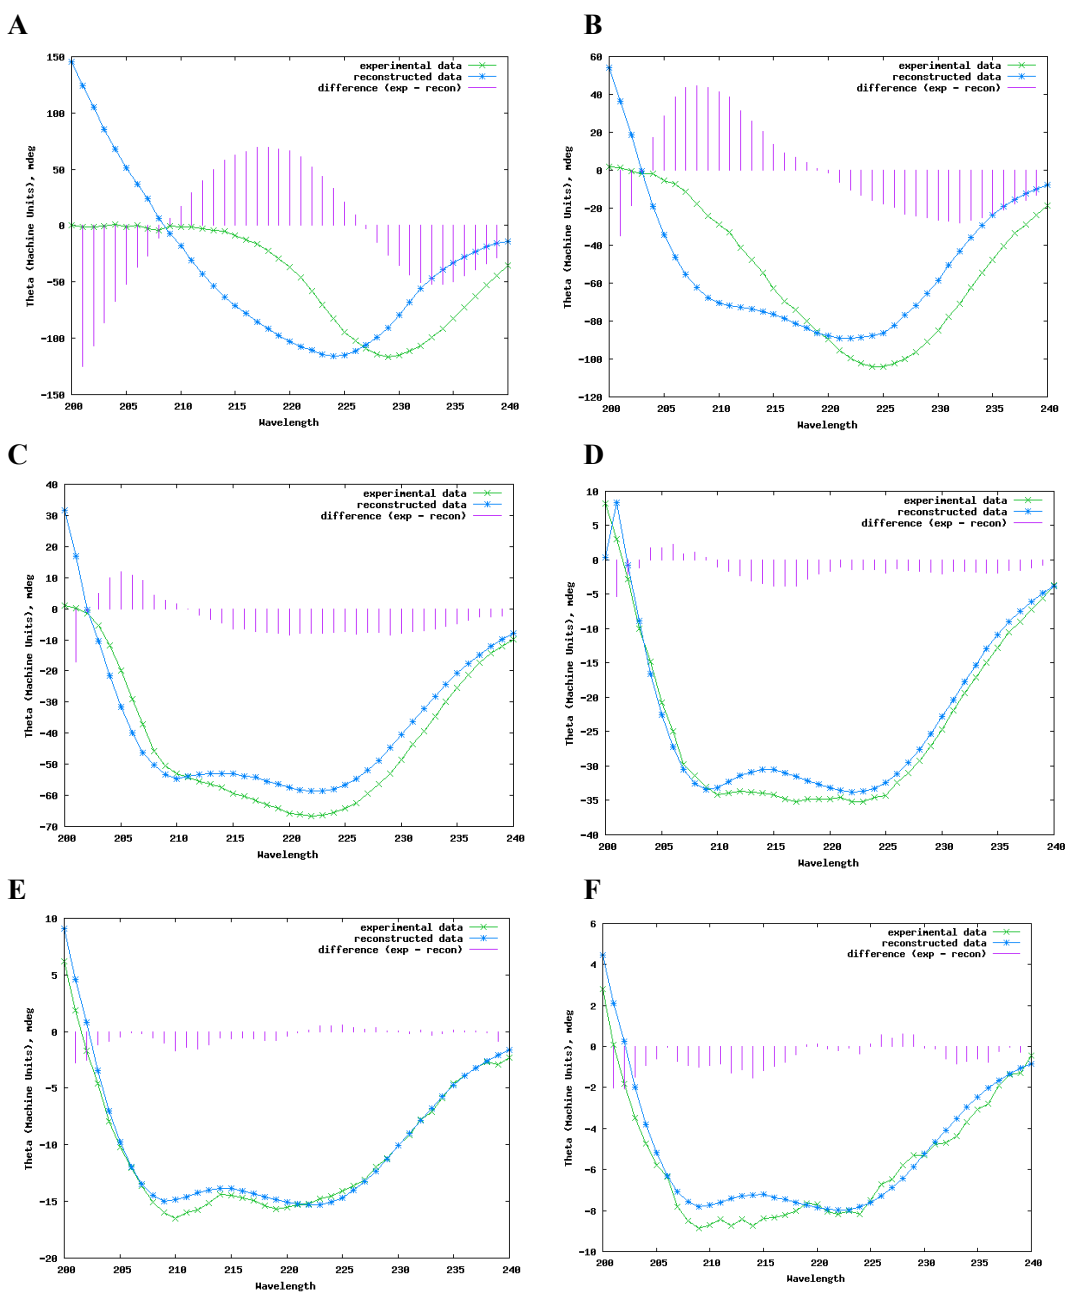 A
B
150
100
50
0
-50
-100
-150
Theta (Machine Units), mdeg
experimental data
reconstructed data
difference (exp - recon)
200 205 210 215 220 225 230 235 240
Wavelength
60
40
20
0
-20
-40
-60
-80
-100
-120
Theta (Machine Units), mdeg
experimental data
reconstructed data
difference (exp - recon)
200 205 210 215 220 225 230 235 240
Wavelength
C
D
40
30
20
10
0
-10
-20
-30
-40
-50
-60
-70
Theta (Machine Units), mdeg
experimental data
reconstructed data
difference (exp - recon)
200 205 210 215 220 225 230 235 240
Wavelength
10
5
0
-5
-10
-15
-20
-25
-30
-35
-40
Theta (Machine Units), mdeg
experimental data
reconstructed data
difference (exp - recon)
200 205 210 215 220 225 230 235 240
Wavelength
E
F
10
5
0
-5
-10
-15
-20
Theta (Machine Units), mdeg
experimental data
reconstructed data
difference (exp - recon)
200 205 210 215 220 225 230 235 240
Wavelength
6
4
2
0
-2
-4
-6
-8
-10
Theta (Machine Units), mdeg
experimental data
reconstructed data
difference (exp - recon)
200 205 210 215 220 225 230 235 240
Wavelength